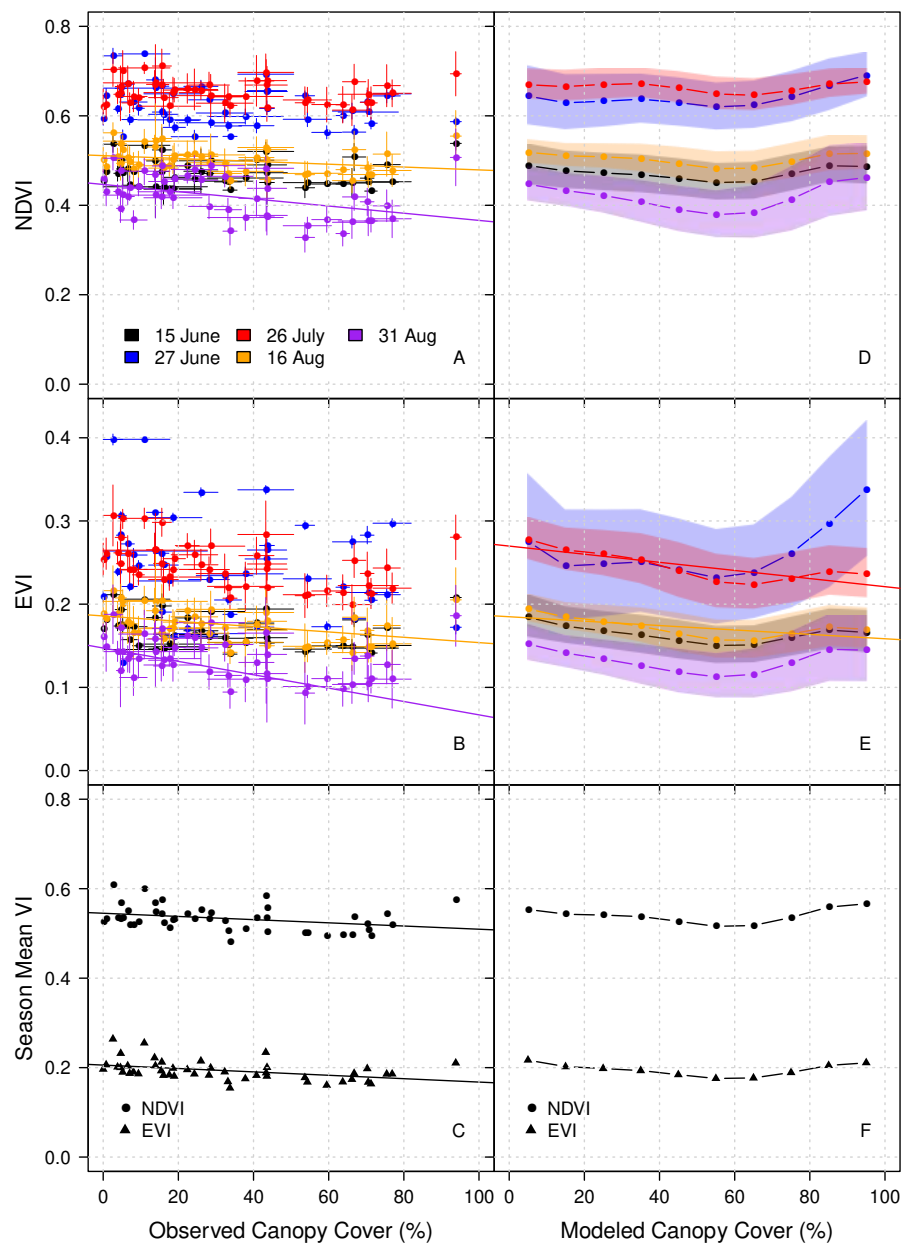 0.8
0.6
0.4
0.2
0.0
NDVI
15 June
26 July
31 Aug
27 June
16 Aug
A
D
0.4
0.3
0.2
0.1
0.0
EVI
B
E
0.8
0.6
0.4
0.2
0.0
Season Mean VI
NDVI
EVI
C
NDVI
EVI
F
0 20 40 60 80 100
0 20 40 60 80 100
Observed Canopy Cover (%)
Modeled Canopy Cover (%)